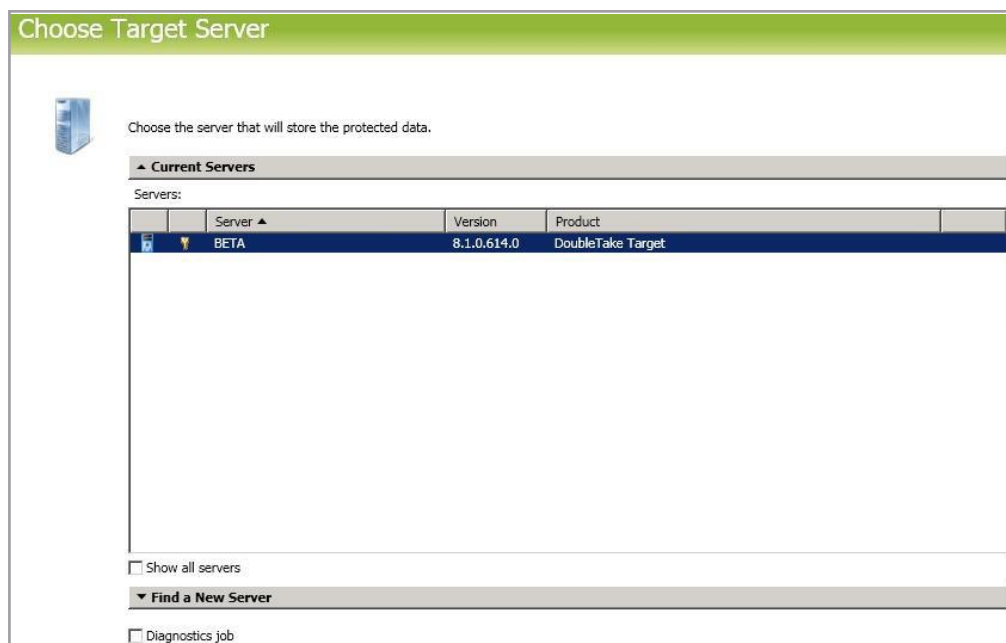 Choose Target Server
Choose the server that will store the protected data.
Current Servers
Servers:
Server Version Product
BETA 8.1.0.614.0 DoubleTake Target
Show all servers
Find a New Server
Diagnostics job